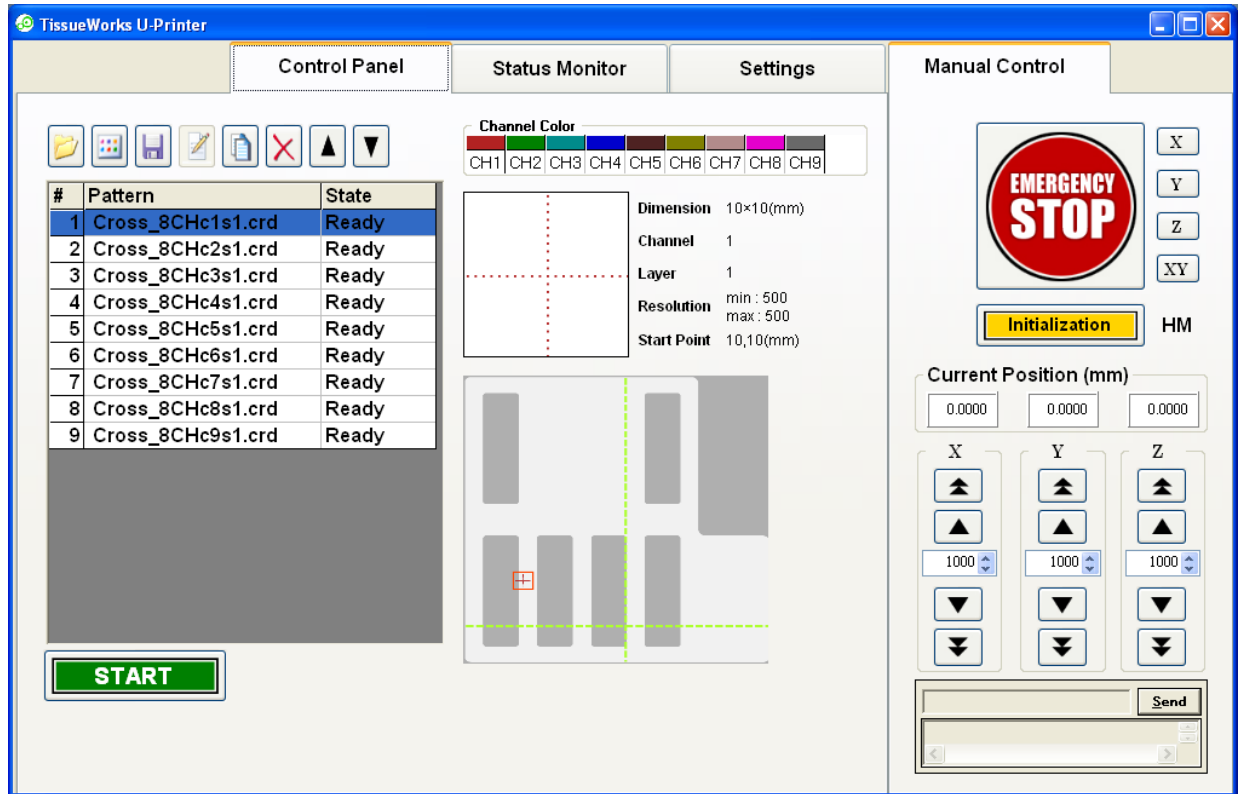 TissueWorks U-Printer
Control Panel
Status Monitor
Settings
Manual Control
Channel Color
CH1 CH2 CH3 CH4 CH5 CH6 CH7 CH8 CH9
# Pattern State
1 Cross_8CHc1s1.crd Ready
2 Cross_8CHc2s1.crd Ready
3 Cross_8CHc3s1.crd Ready
4 Cross_8CHc4s1.crd Ready
5 Cross_8CHc5s1.crd Ready
6 Cross_8CHc6s1.crd Ready
7 Cross_8CHc7s1.crd Ready
8 Cross_8CHc8s1.crd Ready
9 Cross_8CHc9s1.crd Ready
START
Dimension 10×10(mm)
Channel 1
Layer 1
Resolution min : 500
max : 500
Start Point 10,10(mm)
EMERGENCY
STOP
X
Y
Z
XY
Initialization HM
Current Position (mm)
0.0000 0.0000 0.0000
X Y Z
1000 1000 1000
Send